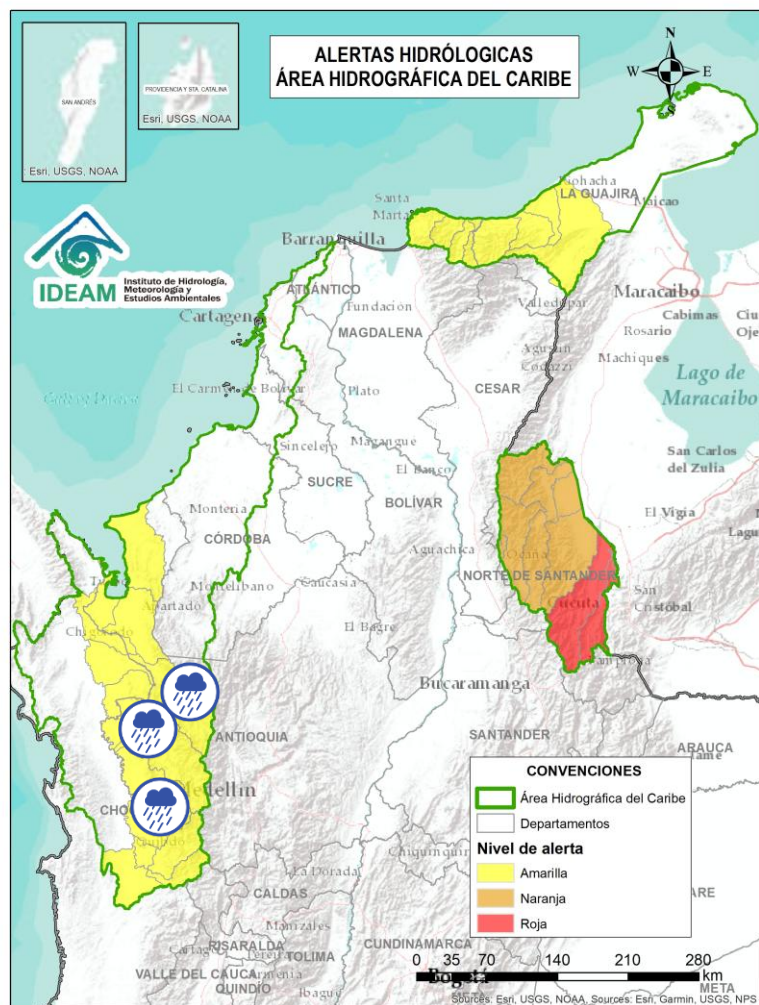 ALERTAS HIDRÓLOGICAS
ÁREA HIDROGRÁFICA DEL CARIBE
N
W
E
S
SAN ANDRÉS
PROVIDENCIA Y STA. CATALINA
Esri, USGS, NOAA
Esri, USGS, NOAA
Riohacha
LA GUAJIRA
Maicao
Santa
Marta
Barranquilla
IDEAM
Instituto de Hidrología,
Meteorología y
Estudios Ambientales
ATLÁNTICO
Fundación
Valledupar
Maracaibo
Cabimas
Cartagena
MAGDALENA
Rosario
Agustín
Codazzi
Machiques
CESAR
El Carmen de Bolívar
Plato
Lago de
Maracaibo
Sincelejo
Magangué
San Carlos
del Zulia
El Banco
SUCRE
BOLÍVAR
Montería
El Vigía
CÓRDOBA
Aguachica
Ocaña
NORTE DE SANTANDER
Montelibano
Caucasia
San
Cristóbal
Apartadó
Cúcuta
El Bagre
Pamplona
Bucaramanga
ANTIOQUIA
SANTANDER
ARAUCA
Medellín
CONVENCIONES
Área Hidrográfica del Caribe
Departamentos
Nivel de alerta
Amarilla
Naranja
Roja
La Dorada
CALDAS
Manizales
RISARALDA
TOLIMA
CUNDINAMARCA
VALLE DEL CAUCA
Armenia
QUINDÍO
Ibagué
Bogotá
META
0 35 70 140 210 280
km
Sources: Esri, USGS, NOAA, Sources: Esri, Garmin, USGS, NPS